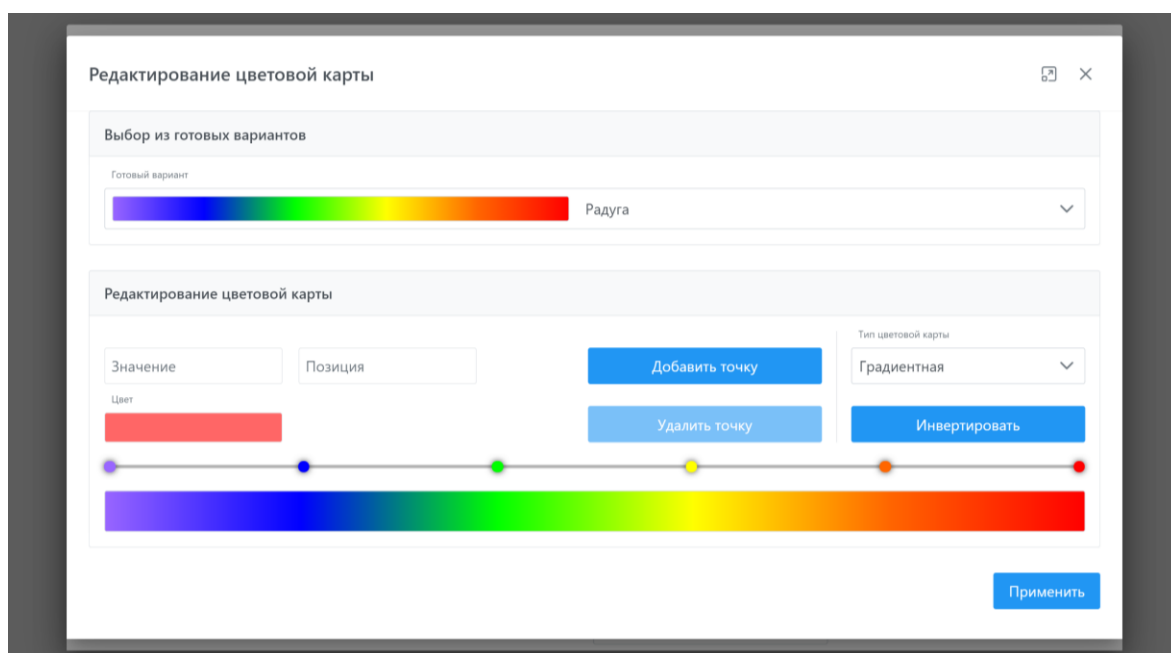 Редактирование цветовой карты
Выбор из готовых вариантов
Готовый вариант
Радуга
Редактирование цветовой карты
Тип цветовой карты
Значение Позиция Добавить точку Градиентная
Цвет
Удалить точку Инвертировать
Применить